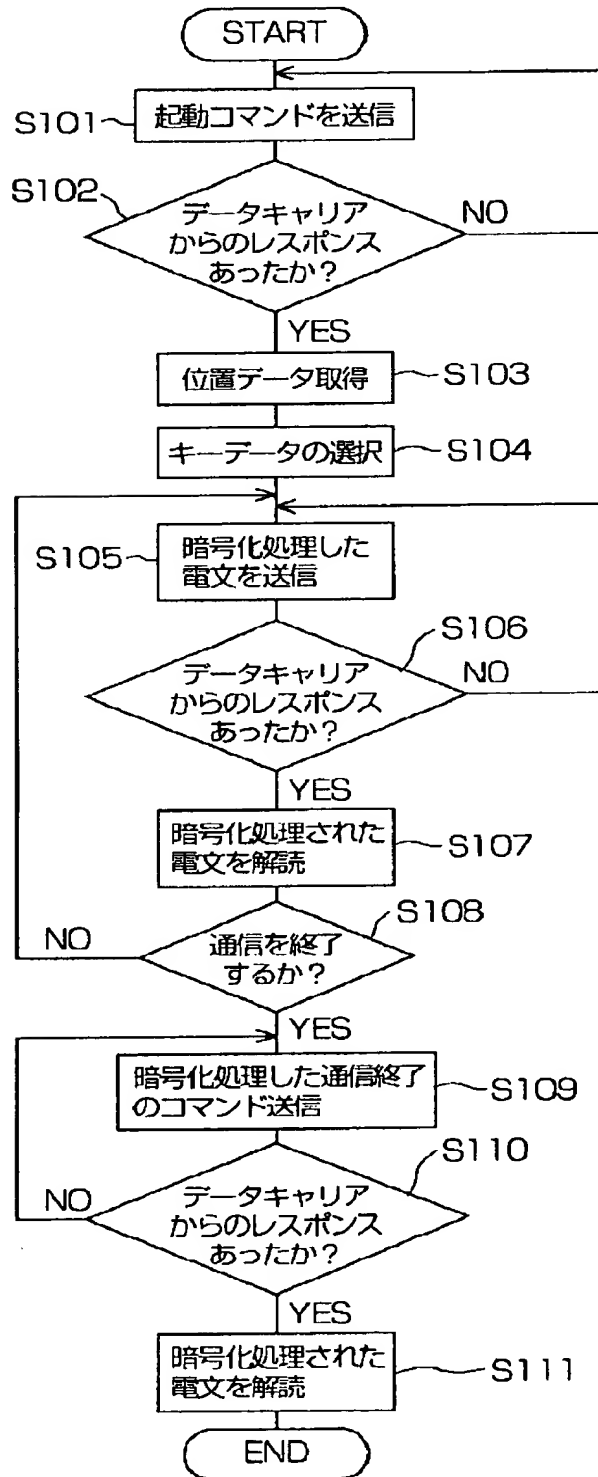 START
S101
起動コマンドを送信
S102
データキャリア
からのレスポンス
あったか?
NO
YES
位置データ取得
S103
キーデータの選択
S104
S105
暗号化処理した
電文を送信
S106
データキャリア
からのレスポンス
あったか?
NO
YES
暗号化処理された
電文を解読
S107
S108
通信を終了
するか?
NO
YES
暗号化処理した通信終了
のコマンド送信
S109
S110
データキャリア
からのレスポンス
あったか?
NO
YES
暗号化処理された
電文を解読
S111
END